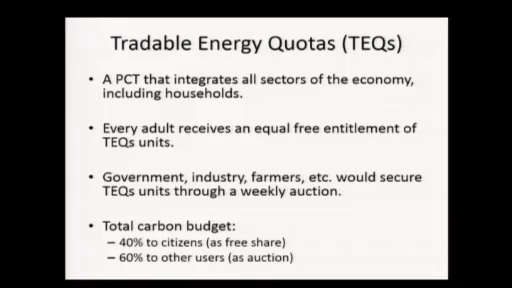 Tradable Energy Quotas (TEQs)
• A PCT that integrates all sectors of the economy,
including households.
• Every adult receives an equal free entitlement of
TEQs units.
• Government, industry, farmers, etc. would secure
TEQs units through a weekly auction.
• Total carbon budget:
– 40% to citizens (as free share)
– 60% to other users (as auction)